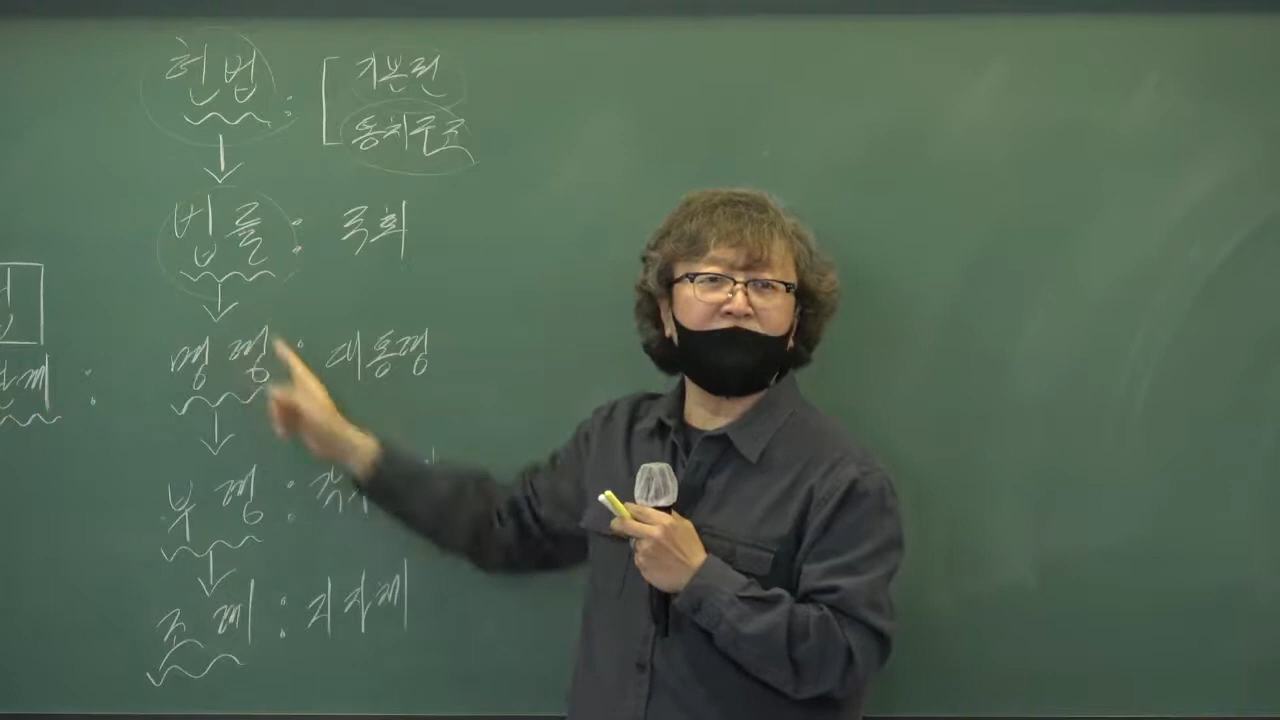 헌법 : [ 기본권
통치구조
↓
법률 : 국회
↓
명령 : 대통령
↓
부령 : 각
↓
조례 : 지자체